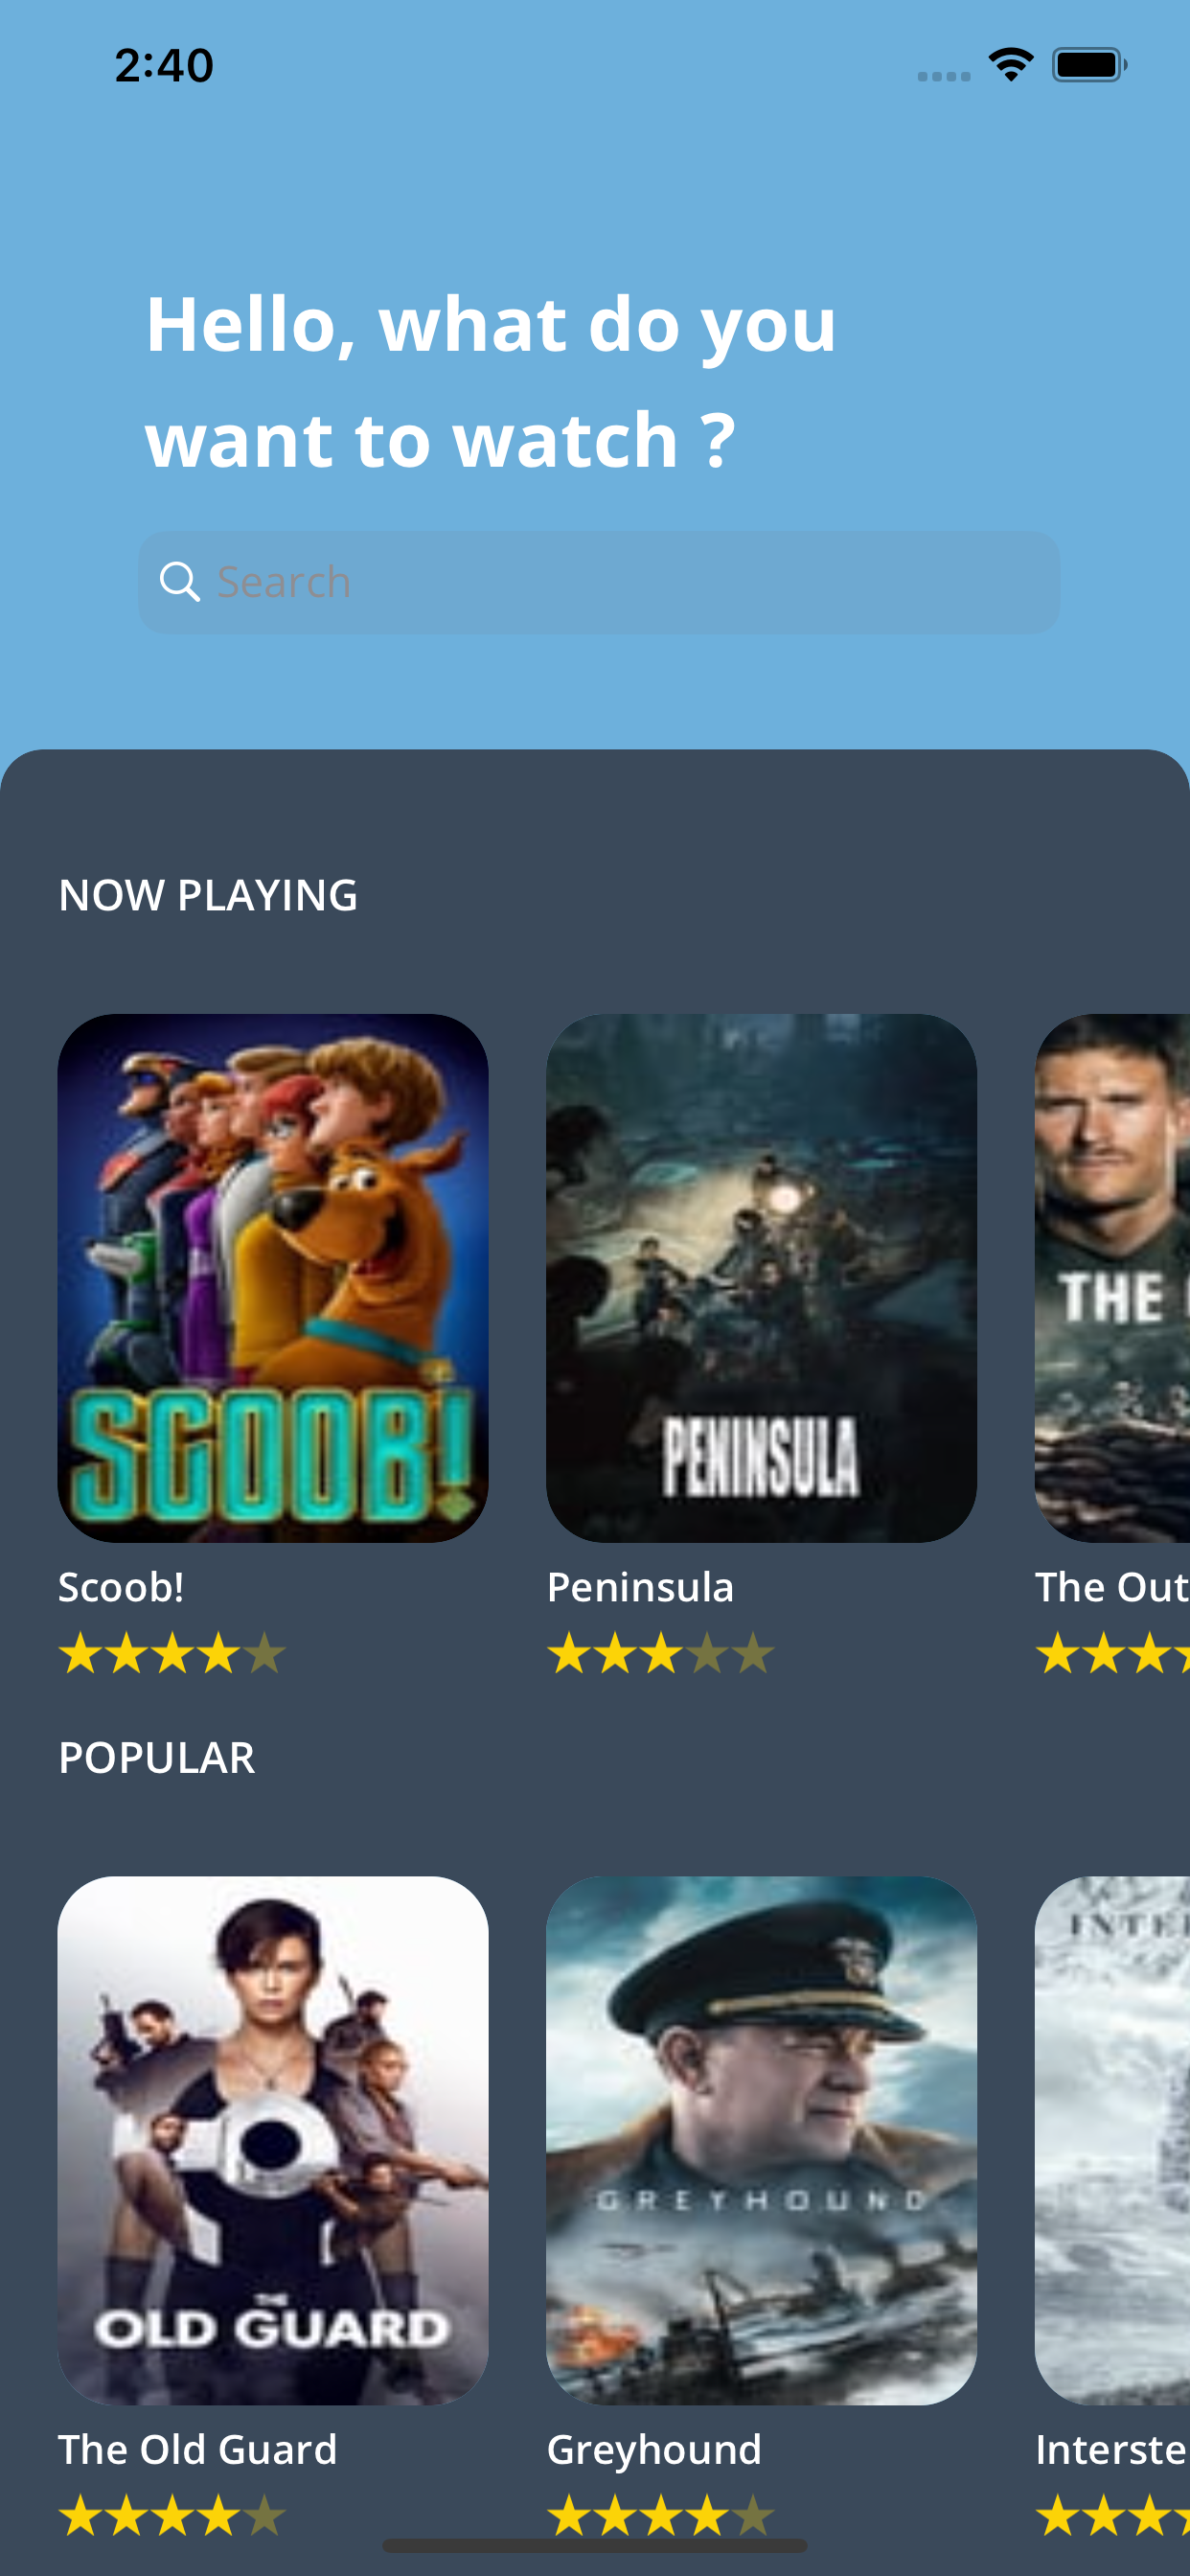 2:40
Hello, what do you
want to watch ?
Search
NOW PLAYING
SCOOB!
PENINSULA
THE
Scoob!
Peninsula
The Out
POPULAR
INTE
THE
OLD GUARD
GREYHOUND
The Old Guard
Greyhound
Interste